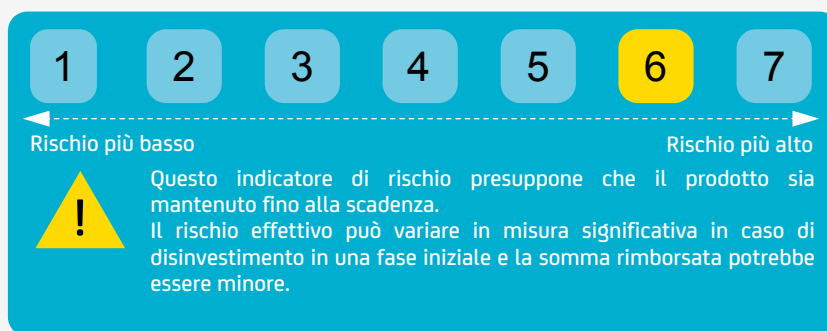 1 2 3 4 5 6 7
Rischio più basso Rischio più alto
!
Questo indicatore di rischio presuppone che il prodotto sia
mantenuto fino alla scadenza.
Il rischio effettivo può variare in misura significativa in caso di
disinvestimento in una fase iniziale e la somma rimborsata potrebbe
essere minore.